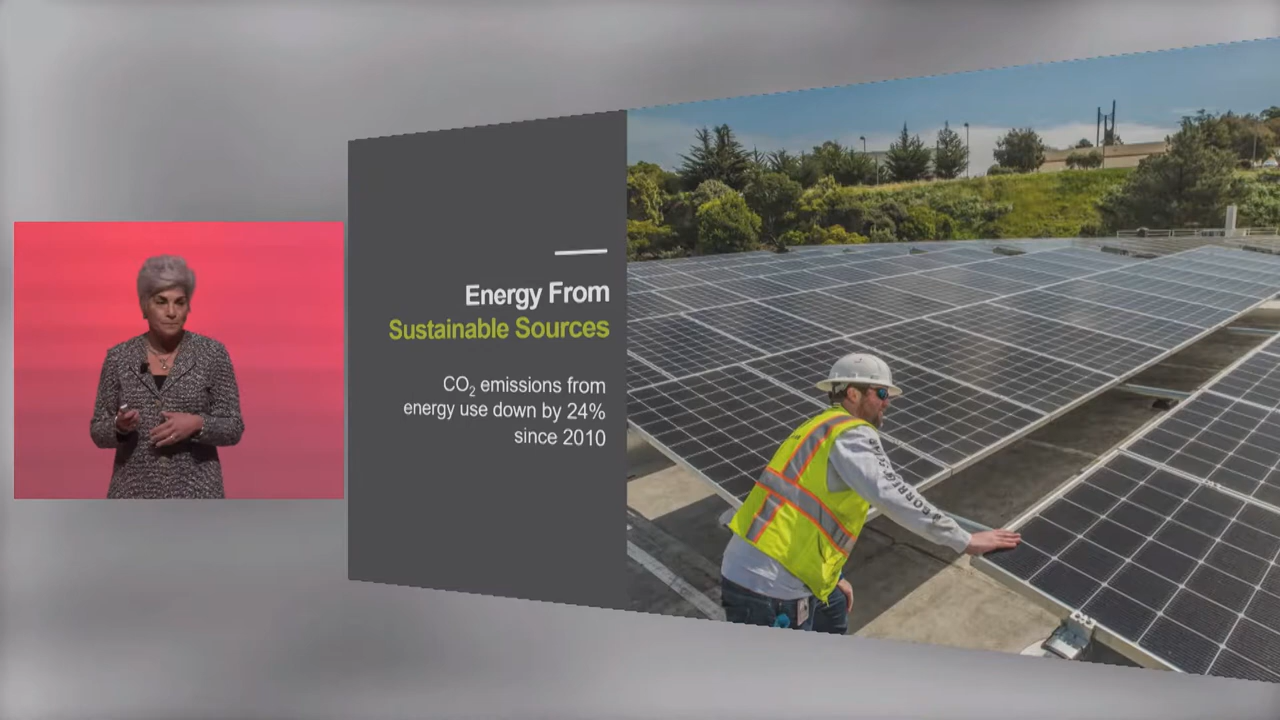 Energy From
Sustainable Sources
CO₂ emissions from
energy use down by 24%
since 2010